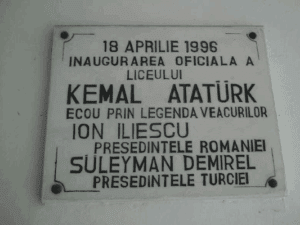 18 APRILIE 1996
INAUGURAREA OFICIALA A
LICEULUI
KEMAL ATATÜRK
ECOU PRIN LEGENDA VEACURILOR
ION ILIESCU
PRESEDINTELE ROMANIEI
SÜLEYMAN DEMIREL
PRESEDINTELE TURCIEI